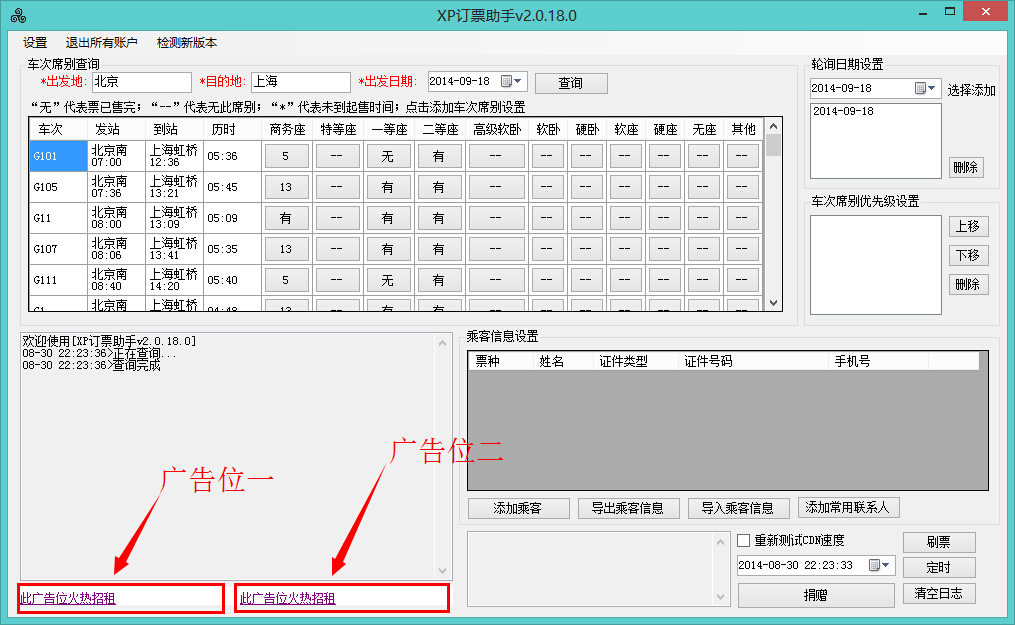 XP订票助手v2.0.18.0
设置 退出所有账户 检测新版本
车次席别查询
*出发地: 北京 *目的地: 上海 *出发日期: 2014-09-18 查询
“无”代表票已售完；“--”代表无此席别；“*”代表未到起售时间；点击添加车次席别设置
车次 发站 到站 历时 商务座 特等座 一等座 二等座 高级软卧 软卧 硬卧 软座 硬座 无座 其他
G101 北京南 07:00 上海虹桥 12:36 05:36 5 -- 无 有 -- -- -- -- -- -- --
G105 北京南 07:36 上海虹桥 13:21 05:45 13 -- 有 有 -- -- -- -- -- -- --
G11 北京南 08:00 上海虹桥 13:09 05:09 有 -- 有 有 -- -- -- -- -- -- --
G107 北京南 08:06 上海虹桥 13:41 05:35 13 -- 有 有 -- -- -- -- -- -- --
G111 北京南 08:40 上海虹桥 14:20 05:40 5 -- 无 有 -- -- -- -- -- -- --
北京南 上海虹桥
轮询日期设置
2014-09-18 选择添加
2014-09-18
删除
车次席别优先级设置
上移
下移
删除
欢迎使用[XP订票助手v2.0.18.0]
08-30 22:23:36>正在查询...
08-30 22:23:36>查询完成
广告位一
广告位二
此广告位火热招租
此广告位火热招租
乘客信息设置
票种 姓名 证件类型 证件号码 手机号
添加乘客 导出乘客信息 导入乘客信息 添加常用联系人
重新测试CDN速度 刷票
2014-08-30 22:23:33 定时
捐赠 清空日志